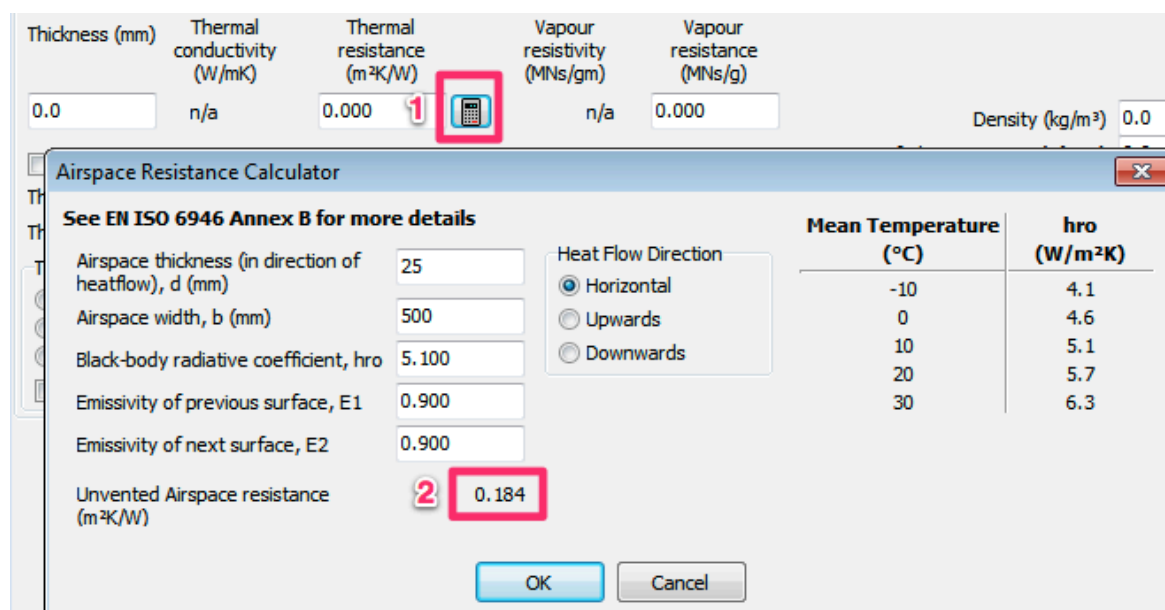 Thickness (mm) Thermal conductivity (W/mK) Thermal resistance (m²K/W) Vapour resistivity (MNs/gm) Vapour resistance (MNs/g)
0.0 n/a 0.000 1 n/a 0.000 Density (kg/m³) 0.0
Airspace Resistance Calculator
Th
Th
T
See EN ISO 6946 Annex B for more details
Airspace thickness (in direction of
heatflow), d (mm) 25
Airspace width, b (mm) 500
Black-body radiative coefficient, hro 5.100
Emissivity of previous surface, E1 0.900
Emissivity of next surface, E2 0.900
Unvented Airspace resistance
(m²K/W) 2 0.184
Heat Flow Direction
Horizontal
Upwards
Downwards
Mean Temperature hro
(°C) (W/m²K)
-10 4.1
0 4.6
10 5.1
20 5.7
30 6.3
OK Cancel